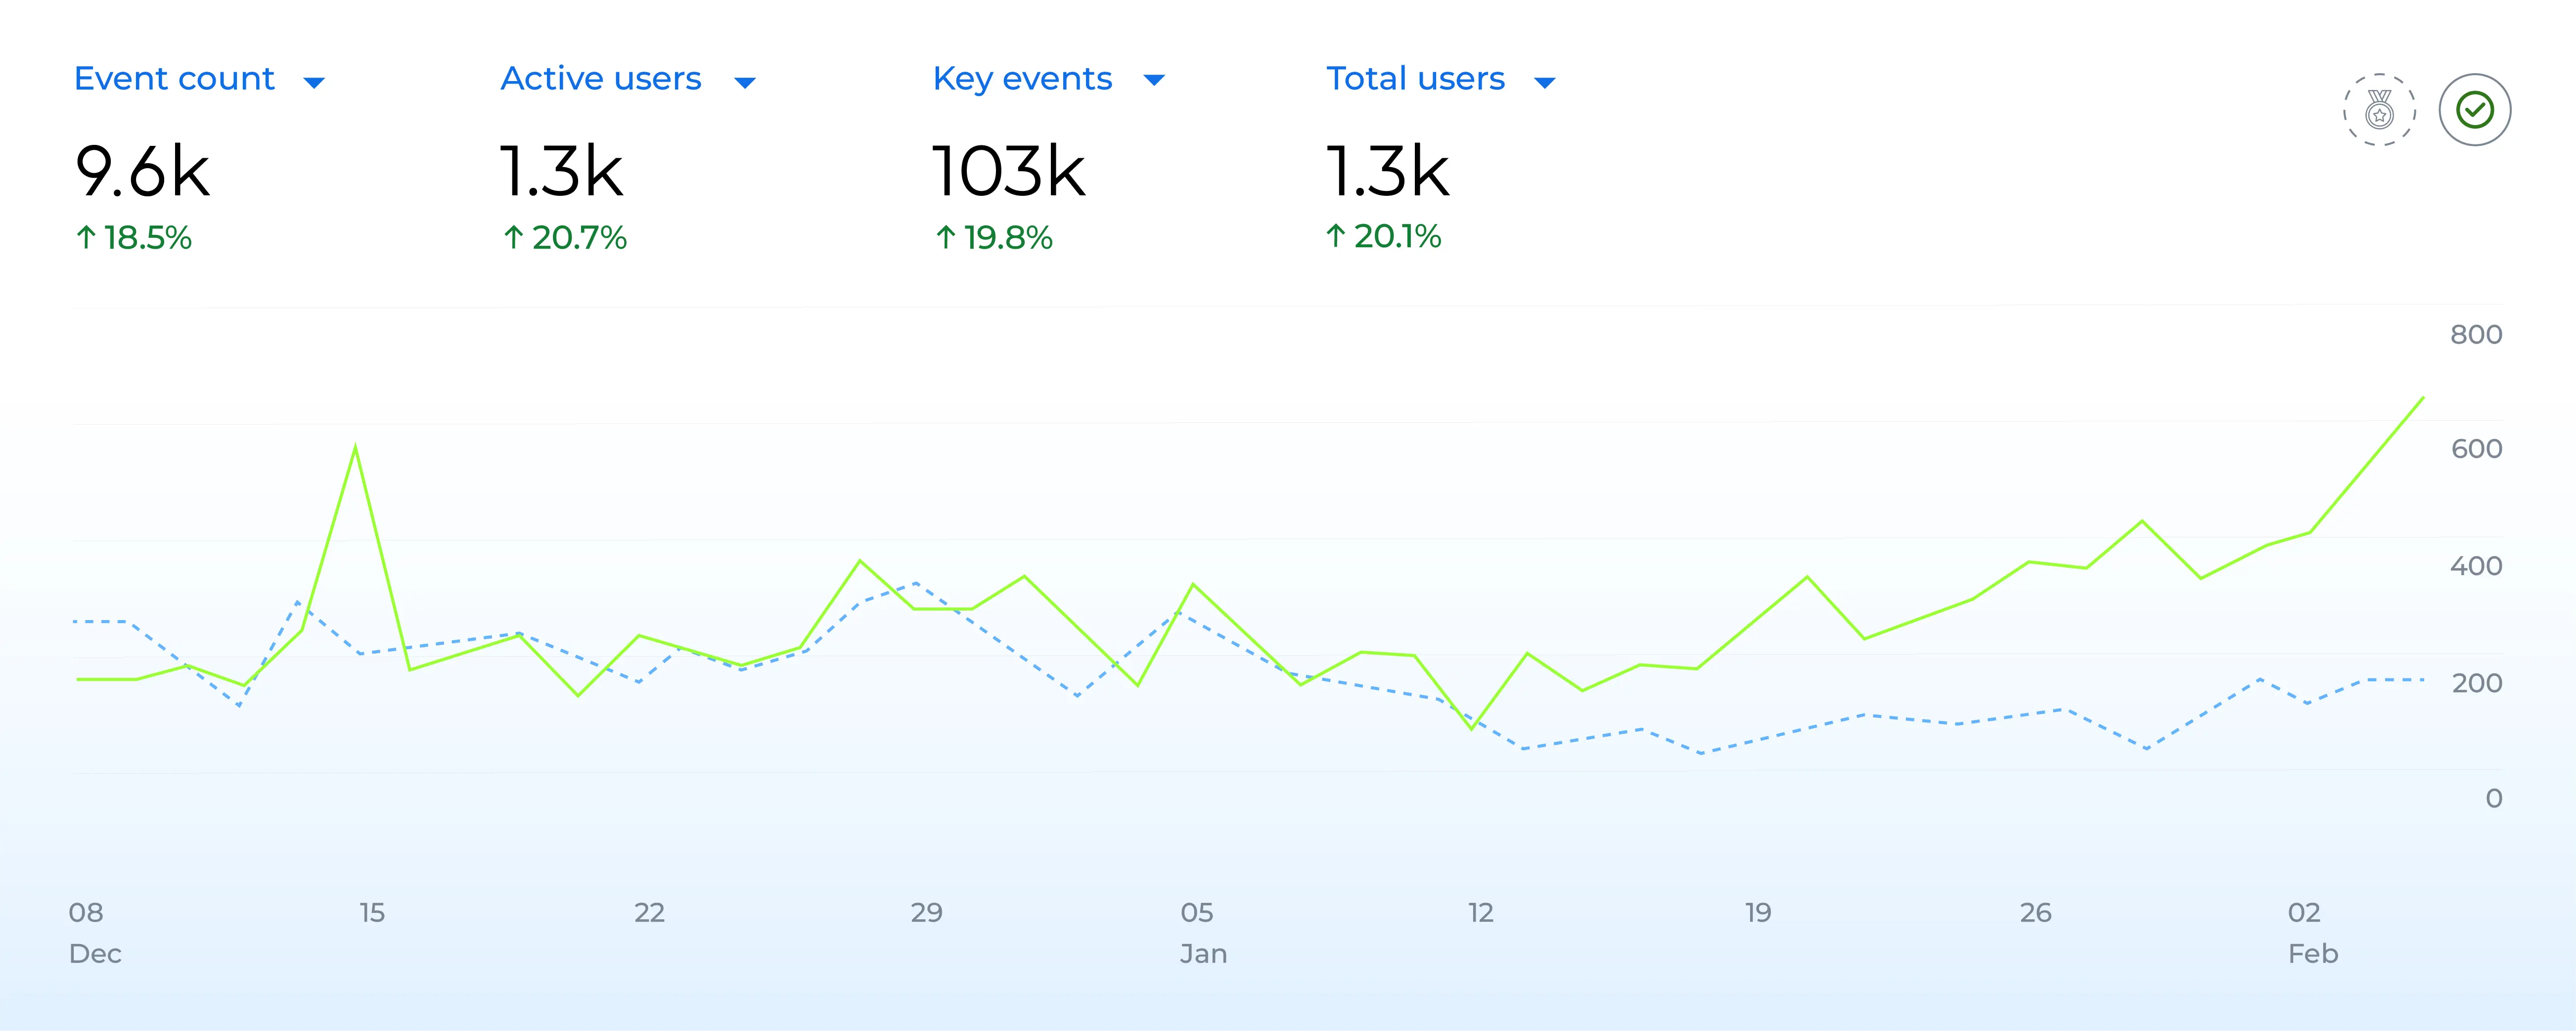 Event count
Active users
Key events
Total users
9.6k
1.3k
103k
1.3k
↑ 18.5%
↑ 20.7%
↑ 19.8%
↑ 20.1%
800
600
400
200
0
08 15 22 29 05 12 19 26 02
Dec Jan Feb